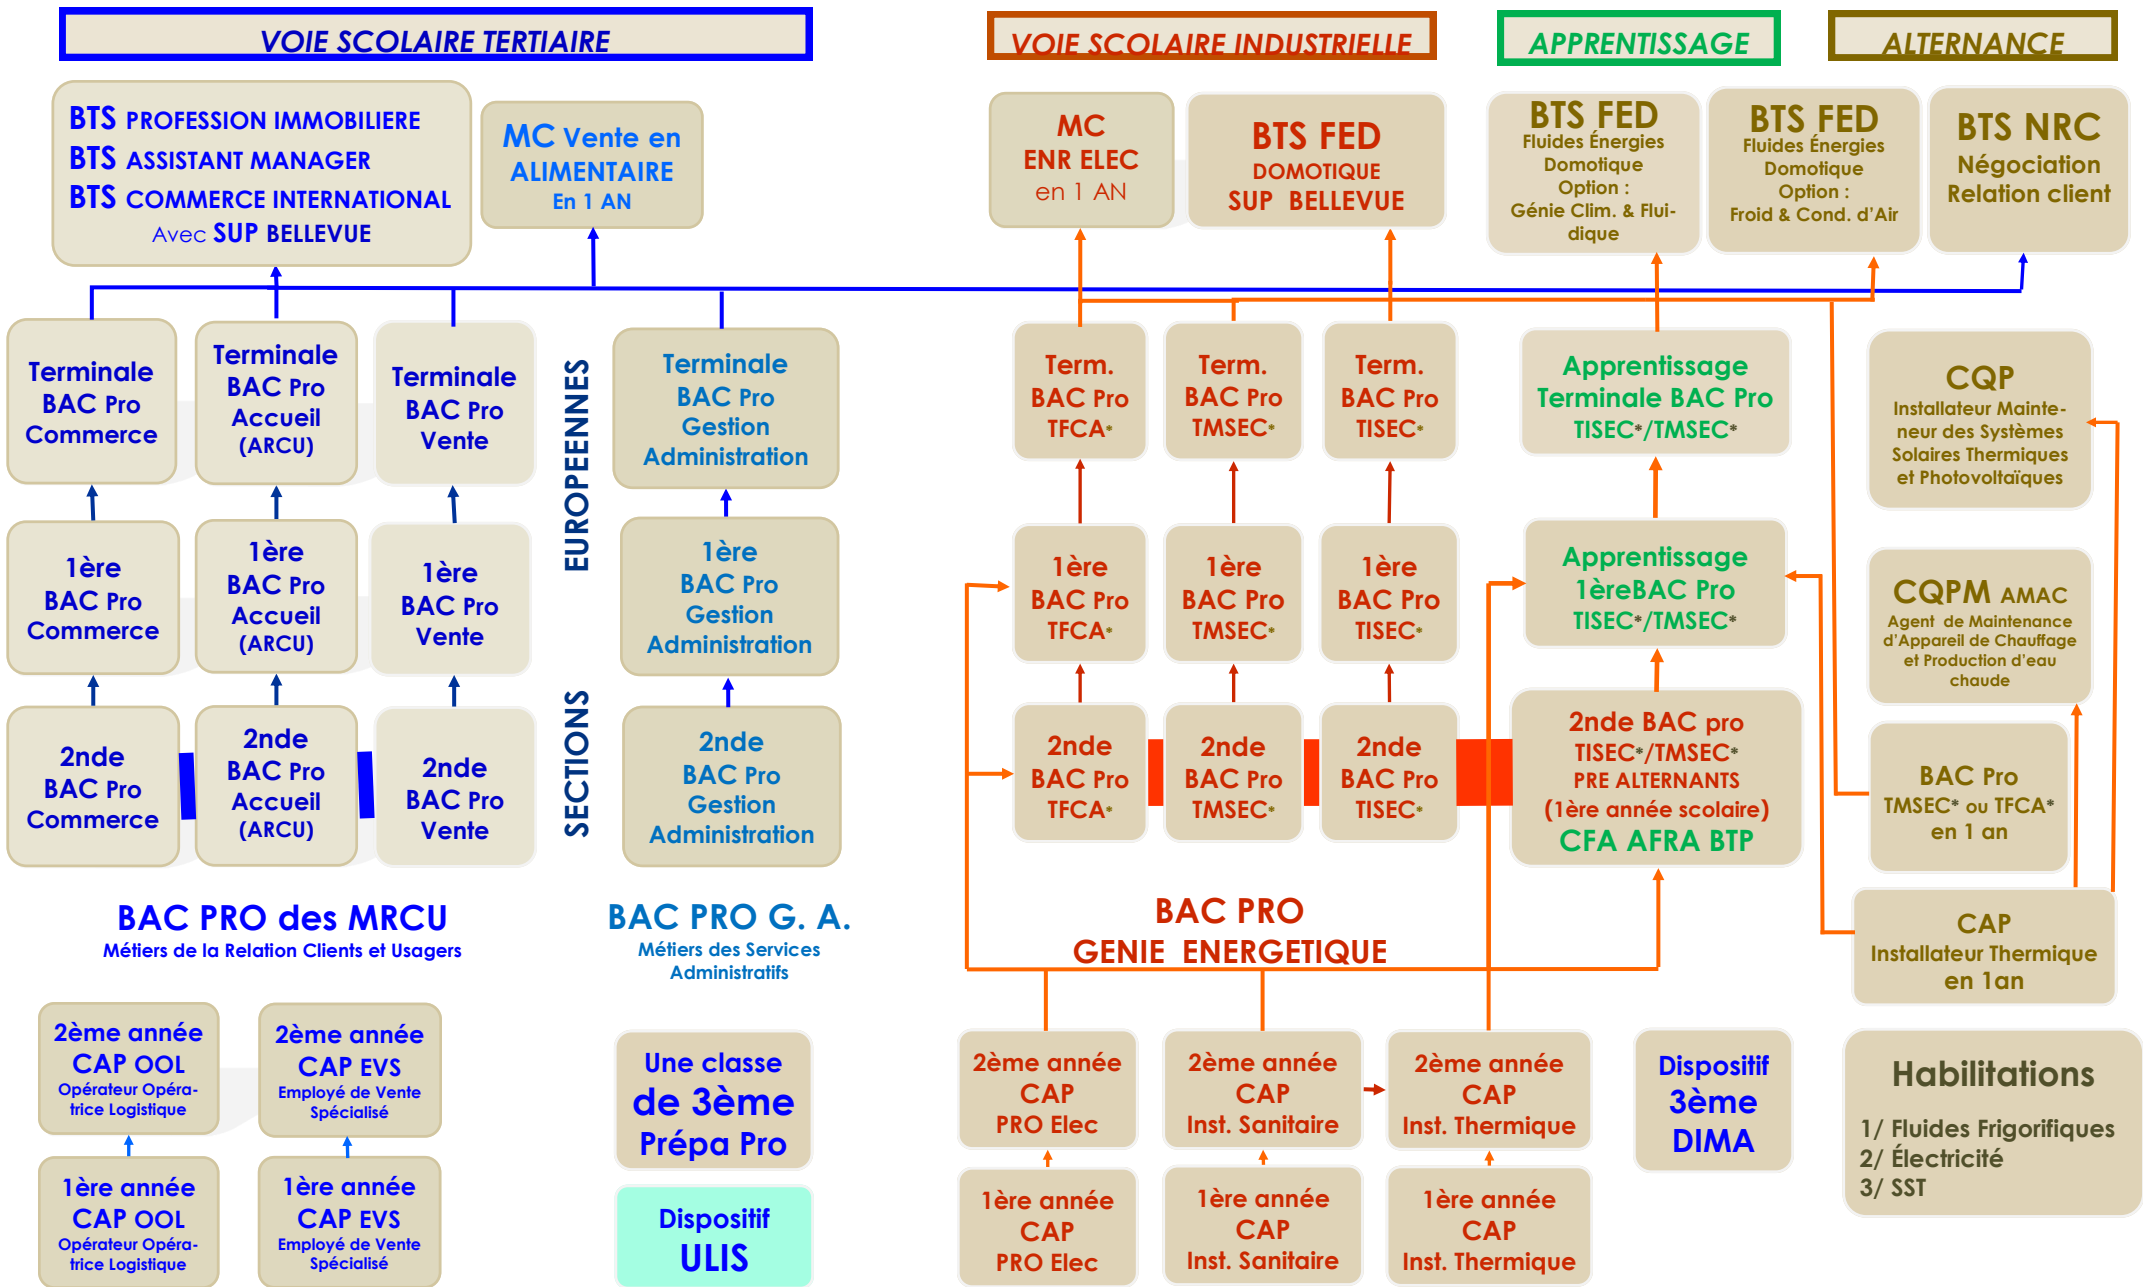 VOIE SCOLAIRE TERTIAIRE
VOIE SCOLAIRE INDUSTRIELLE
APPRENTISSAGE
ALTERNANCE
BTS PROFESSION IMMOBILIERE
BTS ASSISTANT MANAGER
BTS COMMERCE INTERNATIONAL
Avec SUP BELLEVUE
MC Vente en
ALIMENTAIRE
En 1 AN
MC
ENR ELEC
en 1 AN
BTS FED
DOMOTIQUE
SUP BELLEVUE
BTS FED
Fluides Énergies
Domotique
Option :
Génie Clim. & Flui-
dique
BTS FED
Fluides Énergies
Domotique
Option :
Froid & Cond. d'Air
BTS NRC
Négociation
Relation client
Terminale
BAC Pro
Commerce
Terminale
BAC Pro
Accueil
(ARCU)
Terminale
BAC Pro
Vente
SECTIONS EUROPEENNES
Terminale
BAC Pro
Gestion
Administration
Term.
BAC Pro
TFCA*
Term.
BAC Pro
TMSEC*
Term.
BAC Pro
TISEC*
Apprentissage
Terminale BAC Pro
TISEC*/TMSEC*
CQP
Installateur Mainte-
neur des Systèmes
Solaires Thermiques
et Photovoltaïques
1ère
BAC Pro
Commerce
1ère
BAC Pro
Accueil
(ARCU)
1ère
BAC Pro
Vente
1ère
BAC Pro
Gestion
Administration
1ère
BAC Pro
TFCA*
1ère
BAC Pro
TMSEC*
1ère
BAC Pro
TISEC*
Apprentissage
1èreBAC Pro
TISEC*/TMSEC*
CQPM AMAC
Agent de Maintenance
d'Appareil de Chauffage
et Production d'eau
chaude
2nde
BAC Pro
Commerce
2nde
BAC Pro
Accueil
(ARCU)
2nde
BAC Pro
Vente
2nde
BAC Pro
Gestion
Administration
2nde
BAC Pro
TFCA*
2nde
BAC Pro
TMSEC*
2nde
BAC Pro
TISEC*
2nde BAC pro
TISEC*/TMSEC*
PRE ALTERNANTS
(1ère année scolaire)
CFA AFRA BTP
BAC Pro
TMSEC* ou TFCA*
en 1 an
BAC PRO des MRCU
Métiers de la Relation Clients et Usagers
BAC PRO G. A.
Métiers des Services
Administratifs
BAC PRO
GENIE ENERGETIQUE
CAP
Installateur Thermique
en 1an
2ème année
CAP OOL
Opérateur Opéra-
trice Logistique
2ème année
CAP EVS
Employé de Vente
Spécialisé
Une classe
de 3ème
Prépa Pro
2ème année
CAP
PRO Elec
2ème année
CAP
Inst. Sanitaire
2ème année
CAP
Inst. Thermique
Dispositif
3ème
DIMA
Habilitations
1/ Fluides Frigorifiques
2/ Électricité
3/ SST
1ère année
CAP OOL
Opérateur Opéra-
trice Logistique
1ère année
CAP EVS
Employé de Vente
Spécialisé
Dispositif
ULIS
1ère année
CAP
PRO Elec
1ère année
CAP
Inst. Sanitaire
1ère année
CAP
Inst. Thermique